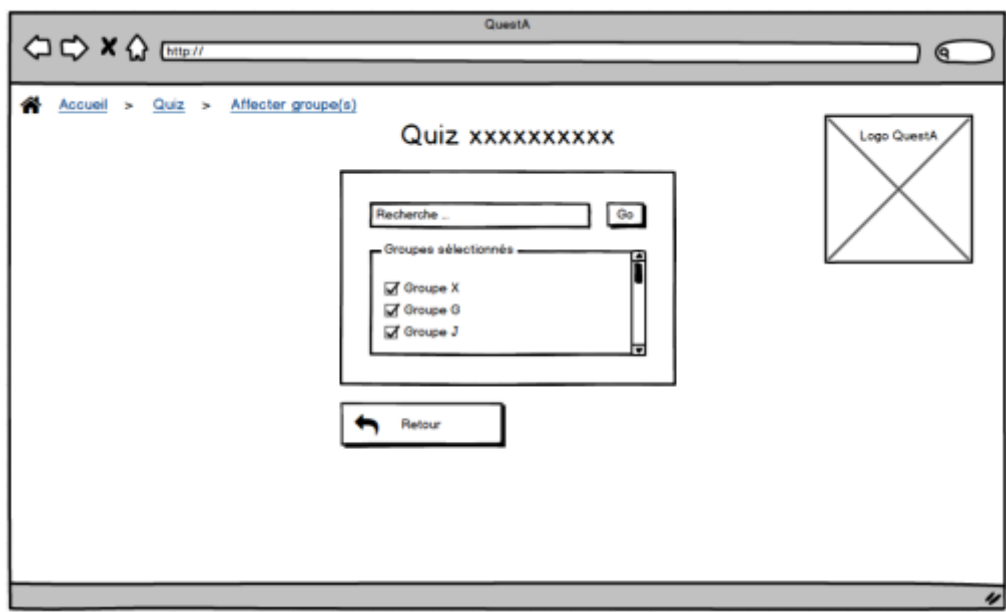 QuestA
http://
Accueil > Quiz > Affecter groupe(s)
Quiz xxxxxxxxxx
Logo QuestA
Recherche ...
Go
Groupes sélectionnés
Groupe X
Groupe G
Groupe J
Retour